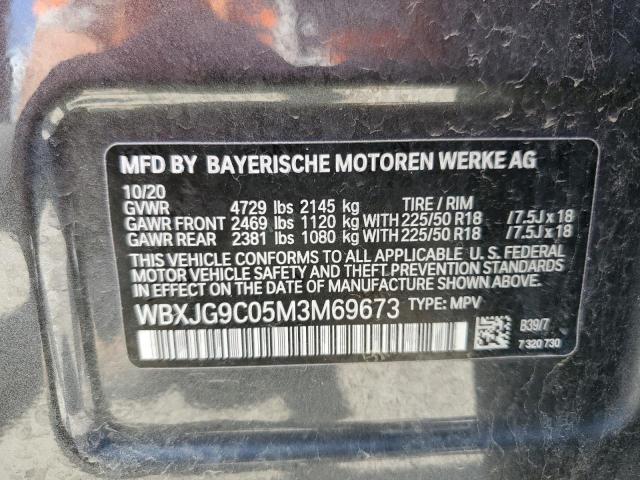 MFD BY BAYERISCHE MOTOREN WERKE AG
10/20
GVWR 4729 lbs 2145 kg TIRE / RIM
GAWR FRONT 2469 lbs 1120 kg WITH 225/50 R18 /7.5J x 18
GAWR REAR 2381 lbs 1080 kg WITH 225/50 R18 /7.5J x 18
THIS VEHICLE CONFORMS TO ALL APPLICABLE U. S. FEDERAL
MOTOR VEHICLE SAFETY AND THEFT PREVENTION STANDARDS
IN EFFECT ON THE DATE OF MANUFACTURE SHOWN ABOVE.
WBXJG9C05M3M69673 TYPE: MPV
B39/7
7 320 730